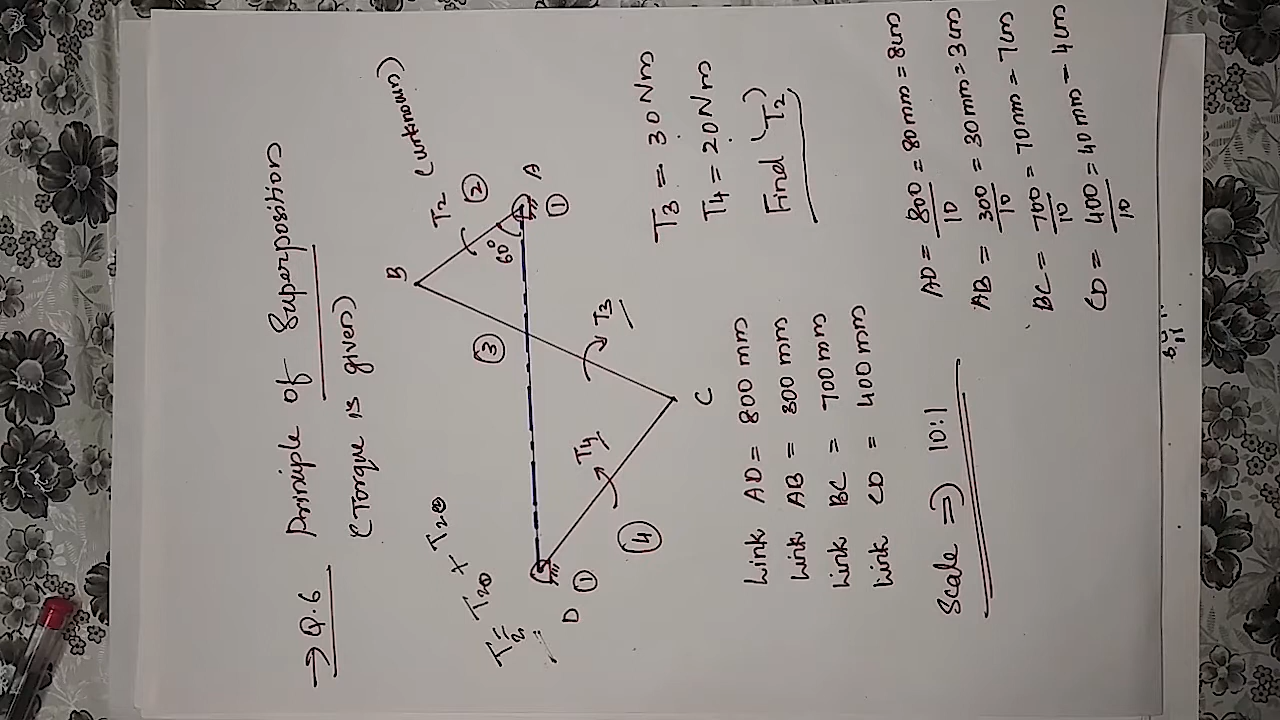 → Q.6 Principle of Superposition
(Torque is given)
T2 = T2① + T2②
T2 (unknown)
B
②
60°
A
①
③
T3
C
T4
④
D ①
Link AD = 800 mm
Link AB = 300 mm
Link BC = 700 mm
Link CD = 400 mm
T3 = 30 Nm
T4 = 20 Nm
Find (T2)
Scale ⇒ 10:1
AD = 800/10 = 80 mm = 8 cm
AB = 300/10 = 30 mm = 3 cm
BC = 700/10 = 70 mm = 7 cm
CD = 400/10 = 40 mm = 4 cm